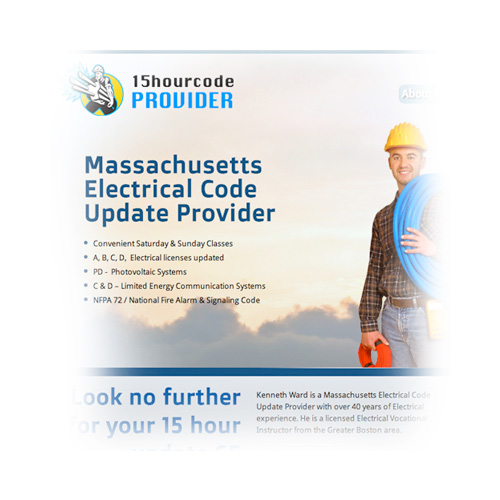 15hourcode
PROVIDER
About
Massachusetts
Electrical Code
Update Provider
• Convenient Saturday & Sunday Classes
• A, B, C, D,  Electrical licenses updated
• PD -  Photovoltaic Systems
• C & D – Limited Energy Communication Systems
• NFPA 72 / National Fire Alarm & Signaling Code
Look no further
for your 15 hour
update
Kenneth Ward is a Massachusetts Electrical Code
Update Provider with over 40 years of Electrical
experience. He is a licensed Electrical Vocational
Instructor from the Greater Boston area.